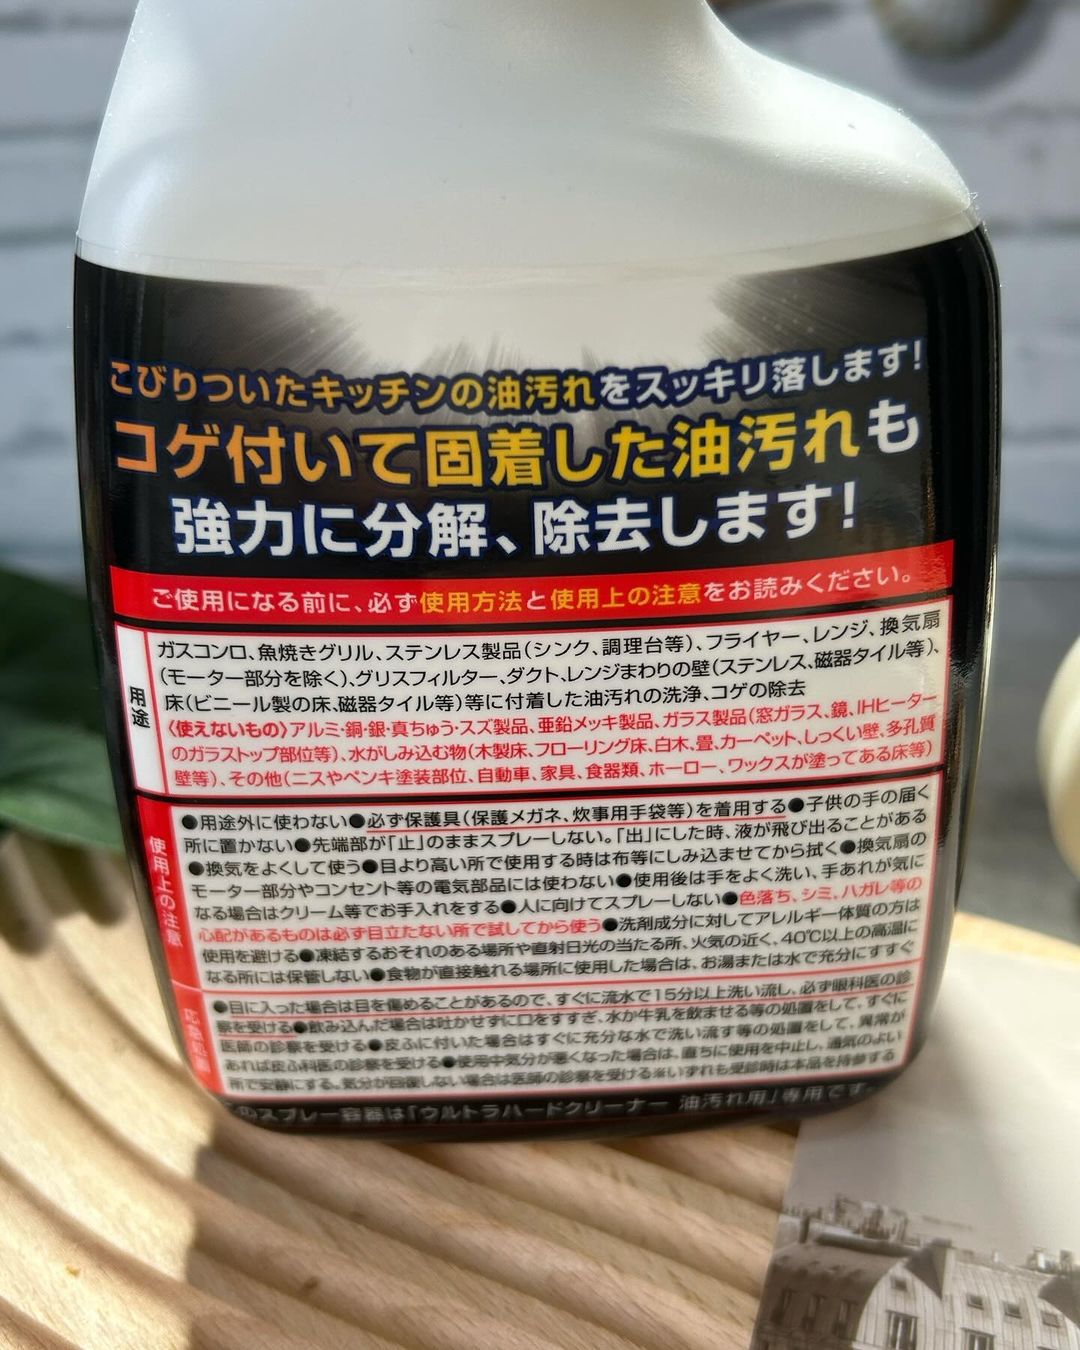 こびりついたキッチンの油汚れをスッキリ落します!
コゲ付いて固着した油汚れも
強力に分解、除去します!
ご使用になる前に、必ず使用方法と使用上の注意をお読みください。
用途
ガスコンロ、魚焼きグリル、ステンレス製品(シンク、調理台等)、フライヤー、レンジ、換気扇
(モーター部分を除く)、グリスフィルター、ダクト、レンジまわりの壁(ステンレス、磁器タイル等)、
床(ビニール製の床、磁器タイル等)等に付着した油汚れの洗浄、コゲの除去
〈使えないもの〉アルミ・銅・銀・真ちゅう・スズ製品、亜鉛メッキ製品、ガラス製品(窓ガラス、鏡、IHヒーター
のガラストップ部位等)、水がしみ込む物(木製床、フローリング床、白木、畳、カーペット、しっくい壁、多孔質
壁等)、その他(ニスやペンキ塗装部位、自動車、家具、食器類、ホーロー、ワックスが塗ってある床等)
使用上の注意
●用途外に使わない●必ず保護具(保護メガネ、炊事用手袋等)を着用する●子供の手の届く
所に置かない●先端部が「止」のままスプレーしない。「出」にした時、液が飛び出ることがある
●換気をよくして使う●目より高い所で使用する時は布等にしみ込ませてから拭く●換気扇の
モーター部分やコンセント等の電気部品には使わない●使用後は手をよく洗い、手あれが気に
なる場合はクリーム等でお手入れをする●人に向けてスプレーしない●色落ち、シミ、ハガレ等の
心配があるものは必ず目立たない所で試してから使う●洗剤成分に対してアレルギー体質の方は
使用を避ける●凍結するおそれのある場所や直射日光の当たる所、火気の近く、40℃以上の高温に
なる所には保管しない●食物が直接触れる場所に使用した場合は、お湯または水で充分にすすぐ
応急処置
●目に入った場合は目を傷めることがあるので、すぐに流水で15分以上洗い流し、必ず眼科医の診
察を受ける●飲み込んだ場合は吐かせずに口をすすぎ、水か牛乳を飲ませる等の処置をして、すぐに
医師の診察を受ける●皮ふに付いた場合はすぐに充分な水で洗い流す等の処置をして、異常が
あれば皮ふ科医の診察を受ける●使用中気分が悪くなった場合は、直ちに使用を中止し、通気のよい
所で安静にする。気分が回復しない場合は医師の診察を受ける※いずれも受診時は本品を持参する
のスプレー容器は「ウルトラハードクリーナー 油汚れ用」専用です